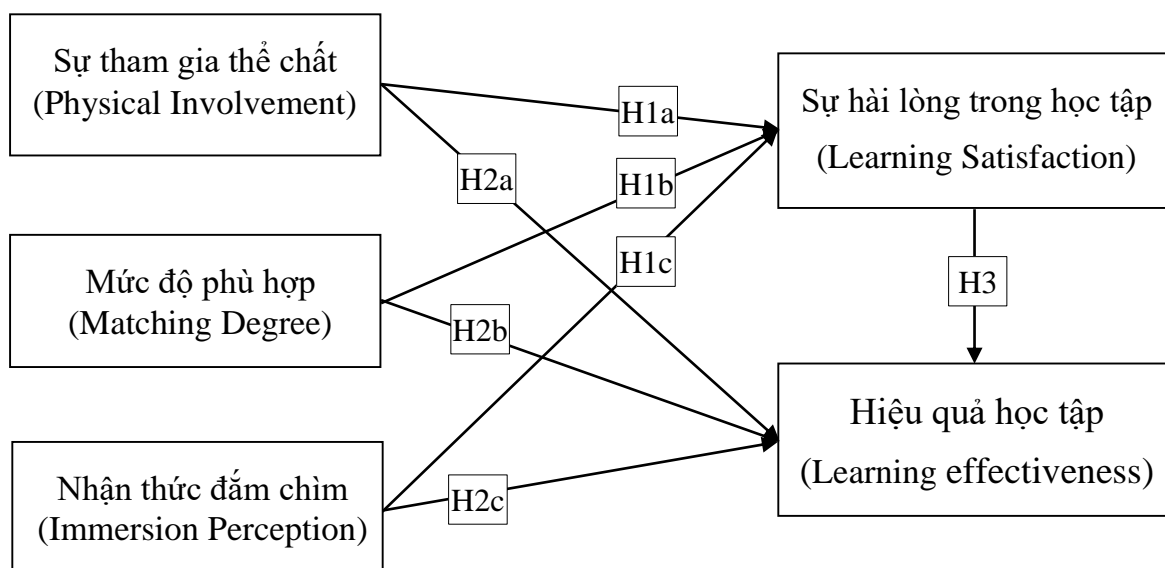 Sự tham gia thể chất
(Physical Involvement)
Mức độ phù hợp
(Matching Degree)
Nhận thức đắm chìm
(Immersion Perception)
H1a
H2a
H1b
H1c
H2b
H2c
Sự hài lòng trong học tập
(Learning Satisfaction)
H3
Hiệu quả học tập
(Learning effectiveness)